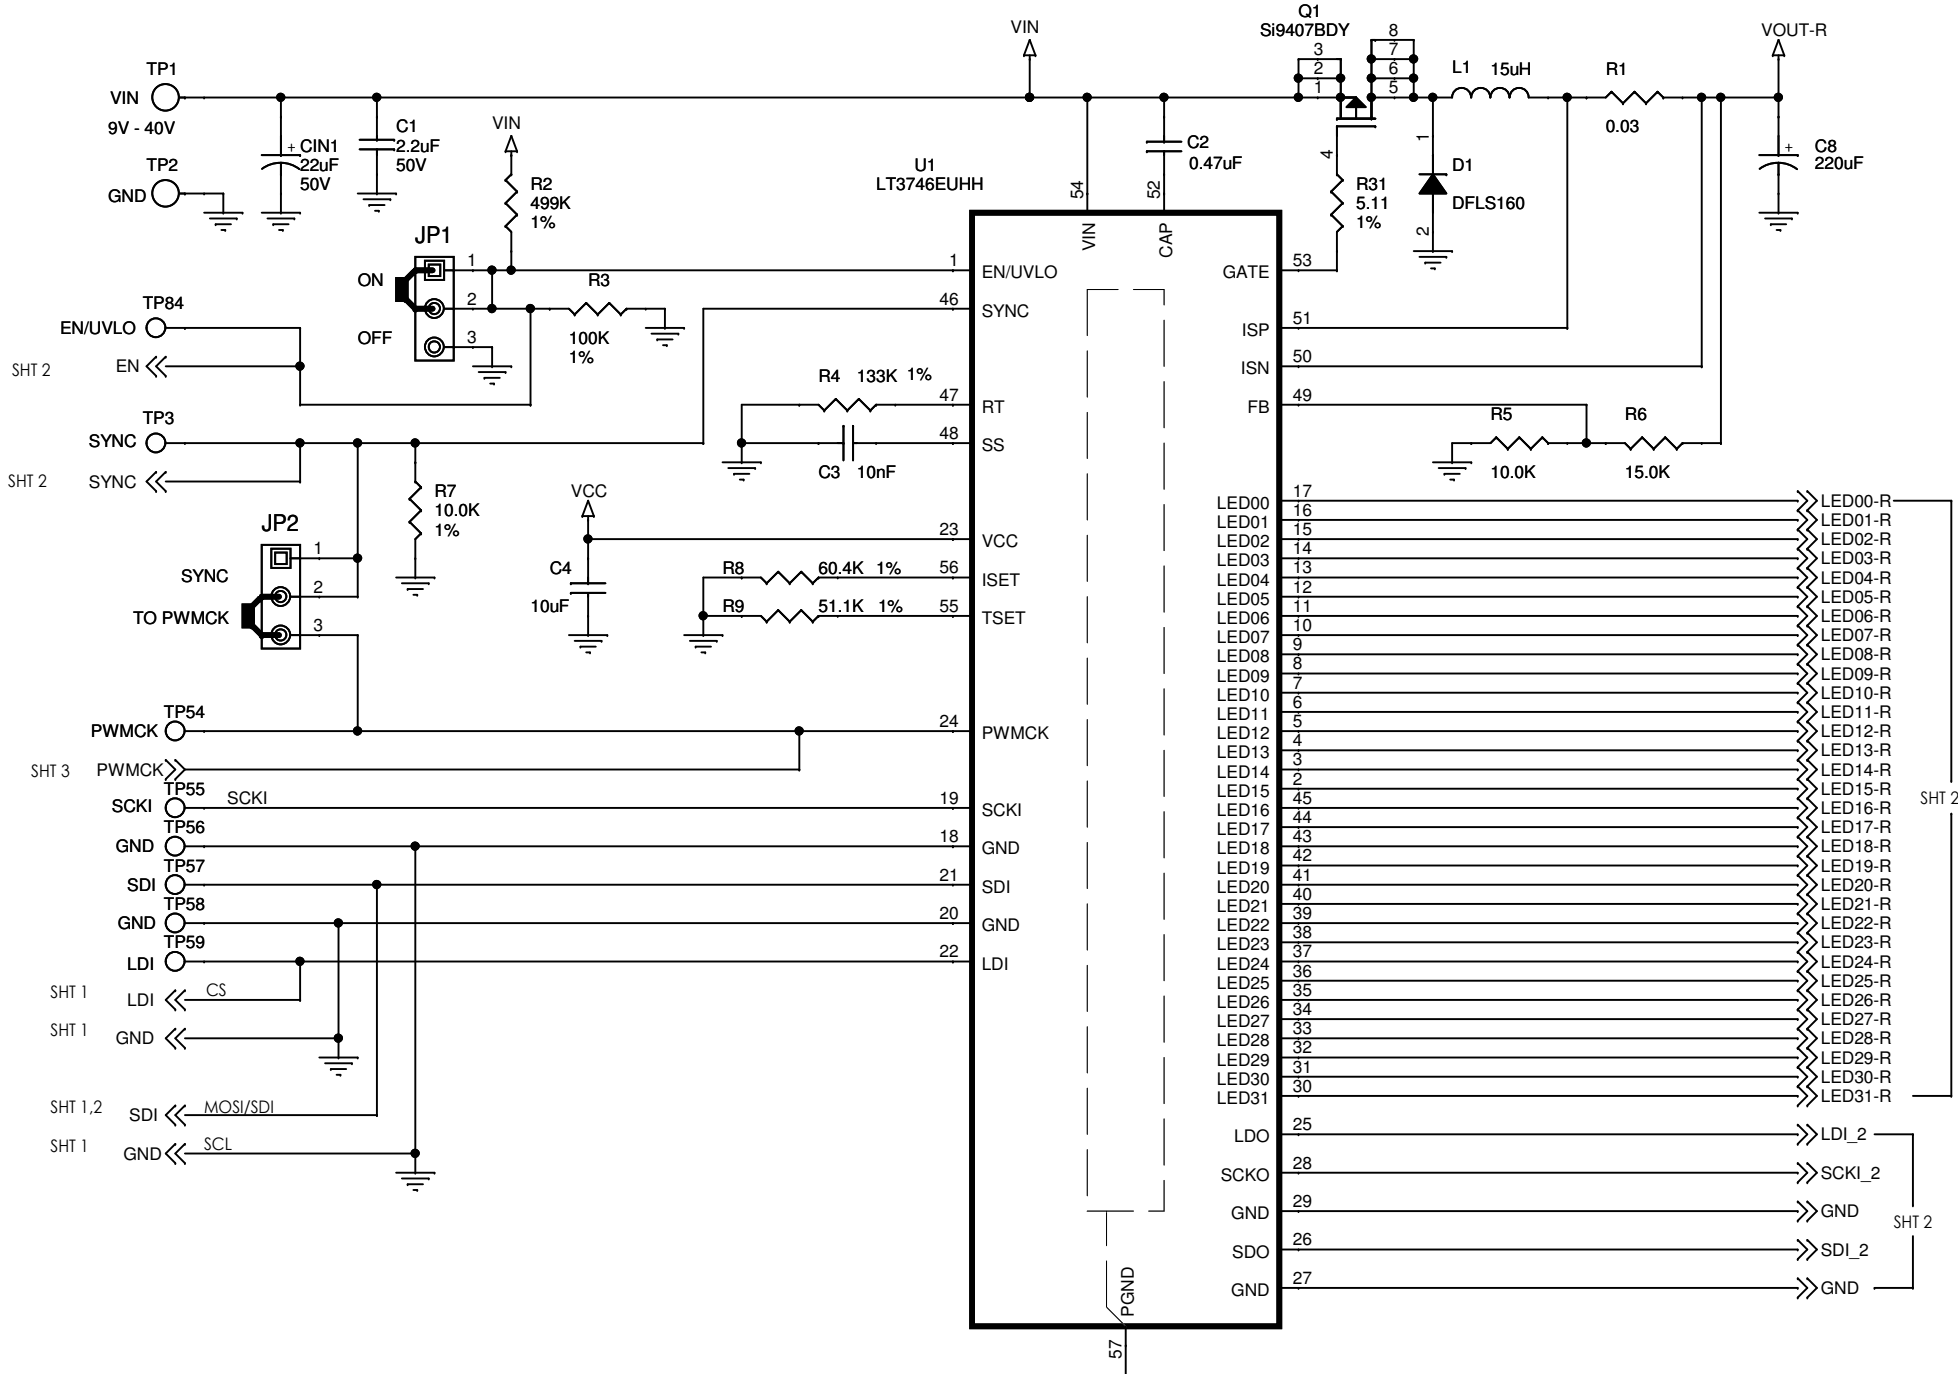 TP1
VIN
9V - 40V
TP2
GND
+ CIN1
22uF
50V
C1
2.2uF
50V
VIN
R2
499K
1%
VIN
U1
LT3746EUHH
54
52
C2
0.47uF
Q1
Si9407BDY
3
2
1
8
7
6
5
4
R31
5.11
1%
1
D1
DFLS160
2
L1 15uH
R1
0.03
VOUT-R
+
C8
220uF
JP1
ON
OFF
1
2
3
R3
100K
1%
TP84
EN/UVLO
SHT 2
EN
TP3
SYNC
SHT 2
SYNC
R7
10.0K
1%
JP2
SYNC
TO PWMCK
1
2
3
R4 133K 1%
C3 10nF
VCC
C4
10uF
R8 60.4K 1%
R9 51.1K 1%
TP54
PWMCK
SHT 3
PWMCK
TP55
SCKI
SCKI
TP56
GND
TP57
SDI
TP58
GND
TP59
LDI
SHT 1
LDI
CS
SHT 1
GND
SHT 1,2
SDI
MOSI/SDI
SHT 1
GND
SCL
VIN
CAP
1 EN/UVLO
46 SYNC
47 RT
48 SS
23 VCC
56 ISET
55 TSET
24 PWMCK
19 SCKI
18 GND
21 SDI
20 GND
22 LDI
PGND
57
GATE 53
ISP 51
ISN 50
FB 49
R5
10.0K
R6
15.0K
LED00 17 LED00-R
LED01 16 LED01-R
LED02 15 LED02-R
LED03 14 LED03-R
LED04 13 LED04-R
LED05 12 LED05-R
LED06 11 LED06-R
LED07 10 LED07-R
LED08 9 LED08-R
LED09 8 LED09-R
LED10 7 LED10-R
LED11 6 LED11-R
LED12 5 LED12-R
LED13 4 LED13-R
LED14 3 LED14-R
LED15 2 LED15-R
LED16 45 LED16-R
LED17 44 LED17-R
LED18 43 LED18-R
LED19 42 LED19-R
LED20 41 LED20-R
LED21 40 LED21-R
LED22 39 LED22-R
LED23 38 LED23-R
LED24 37 LED24-R
LED25 36 LED25-R
LED26 35 LED26-R
LED27 34 LED27-R
LED28 33 LED28-R
LED29 32 LED29-R
LED30 31 LED30-R
LED31 30 LED31-R
SHT 2
LDO 25 LDI_2
SCKO 28 SCKI_2
GND 29 GND
SDO 26 SDI_2
GND 27 GND
SHT 2